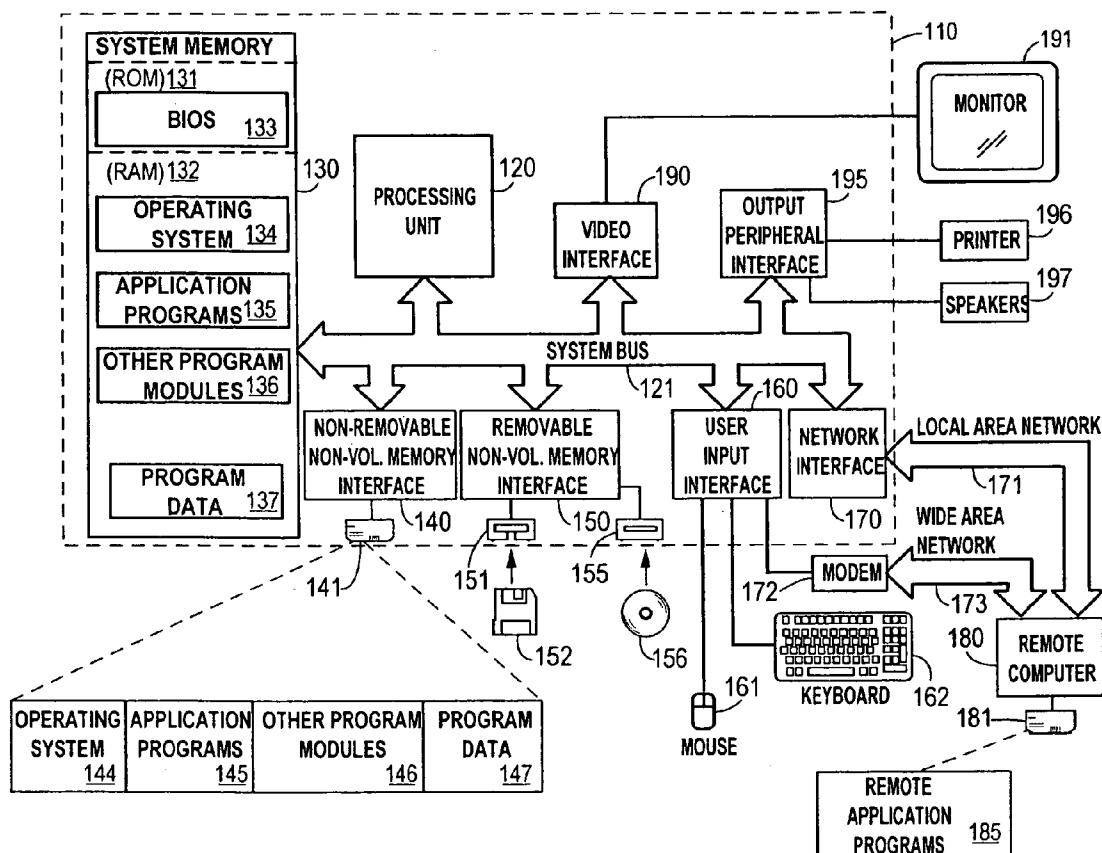 SYSTEM MEMORY
(ROM) 131
BIOS 133
(RAM) 132
OPERATING
SYSTEM 134
APPLICATION
PROGRAMS 135
OTHER PROGRAM
MODULES 136
PROGRAM
DATA 137
130
PROCESSING
UNIT
120
VIDEO
INTERFACE
190
OUTPUT
PERIPHERAL
INTERFACE
195
110
MONITOR
191
PRINTER
196
SPEAKERS
197
SYSTEM BUS
121
NON-REMOVABLE
NON-VOL. MEMORY
INTERFACE
140
REMOVABLE
NON-VOL. MEMORY
INTERFACE
150
USER
INPUT
INTERFACE
160
NETWORK
INTERFACE
170
LOCAL AREA NETWORK
171
WIDE AREA
NETWORK
173
MODEM
172
141
151
152
155
156
MOUSE
161
KEYBOARD
162
REMOTE
COMPUTER
180
181
OPERATING
SYSTEM 144
APPLICATION
PROGRAMS 145
OTHER PROGRAM
MODULES 146
PROGRAM
DATA 147
REMOTE
APPLICATION
PROGRAMS 185